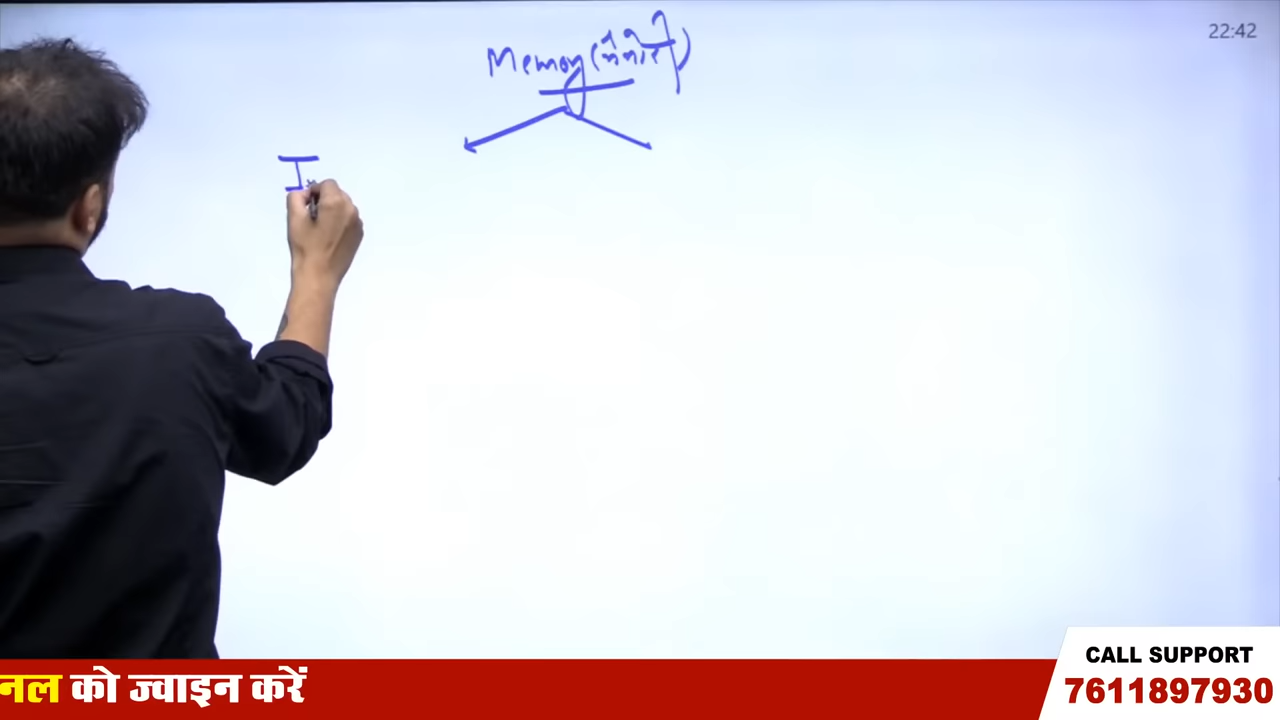 22:42
Memory (मेमोरी)
I
नल को ज्वाइन करें
CALL SUPPORT
7611897930